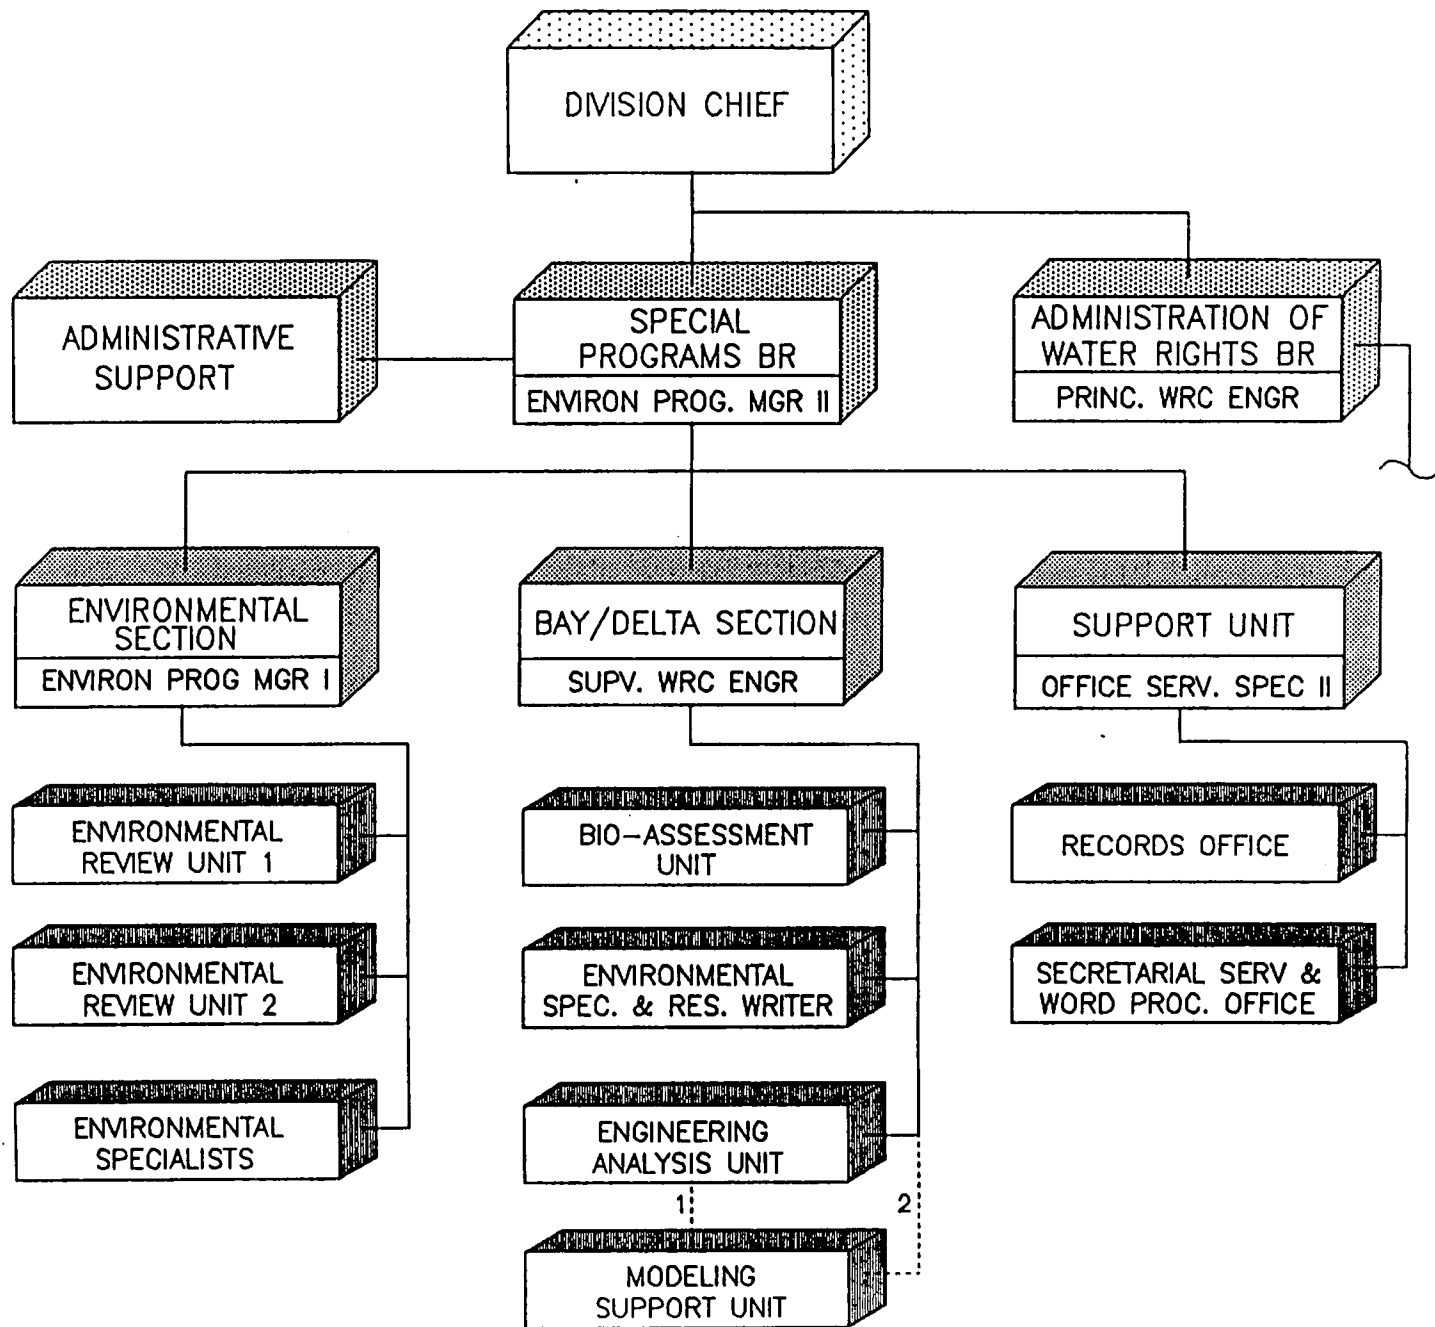 DIVISION CHIEF
ADMINISTRATIVE
SUPPORT
SPECIAL
PROGRAMS BR
ENVIRON PROG. MGR II
ADMINISTRATION OF
WATER RIGHTS BR
PRINC. WRC ENGR
ENVIRONMENTAL
SECTION
ENVIRON PROG MGR I
BAY/DELTA SECTION
SUPV. WRC ENGR
SUPPORT UNIT
OFFICE SERV. SPEC II
ENVIRONMENTAL
REVIEW UNIT 1
BIO-ASSESSMENT
UNIT
RECORDS OFFICE
ENVIRONMENTAL
REVIEW UNIT 2
ENVIRONMENTAL
SPEC. & RES. WRITER
SECRETARIAL SERV &
WORD PROC. OFFICE
ENVIRONMENTAL
SPECIALISTS
ENGINEERING
ANALYSIS UNIT
1
2
MODELING
SUPPORT UNIT